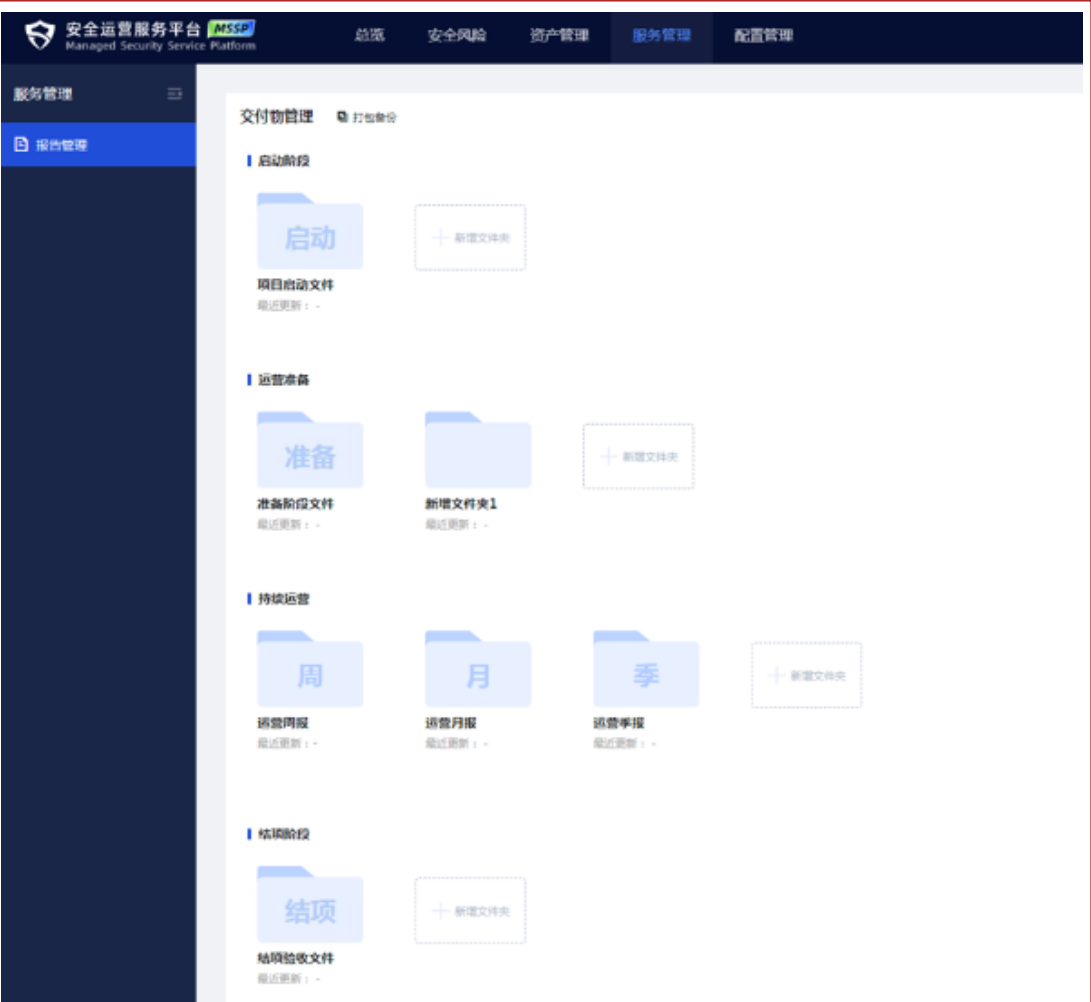 安全运营服务平台 MSSP
Managed Security Service Platform
总览 安全风险 资产管理 服务管理 配置管理
服务管理
报告管理
交付物管理 打包备份
启动阶段
启动
新增文件夹
项目启动文件
最近更新： -
运营准备
准备
新增文件夹
准备阶段文件 新增文件夹1
最近更新： - 最近更新： -
持续运营
周 月 季
新增文件夹
运营周报 运营月报 运营季报
最近更新： - 最近更新： - 最近更新： -
结项阶段
结项
新增文件夹
结项验收文件
最近更新： -